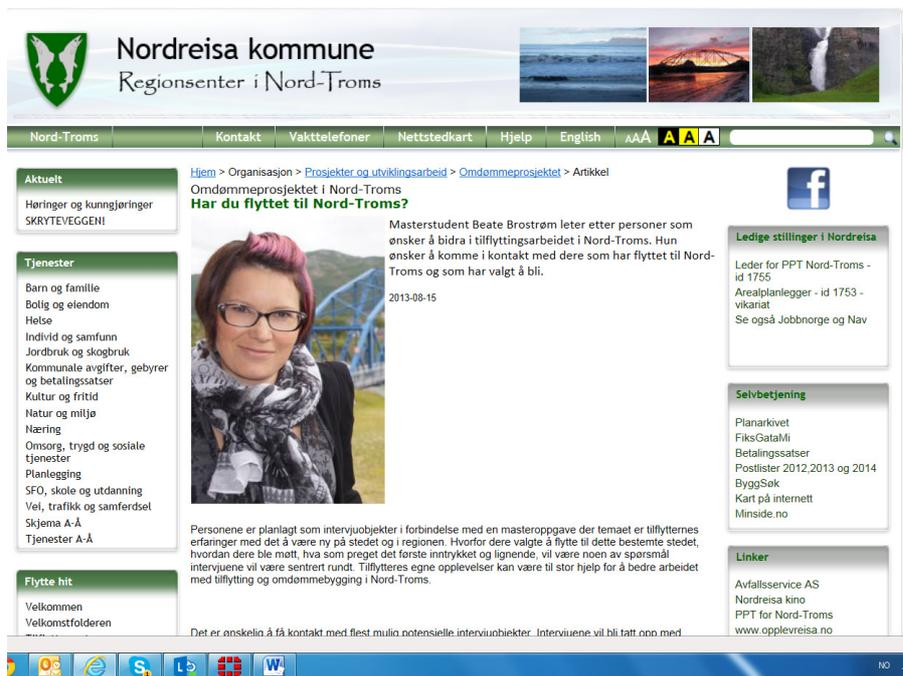 Nordreisa kommune
Regionsenter i Nord-Troms
Nord-Troms
Kontakt
Vakttelefoner
Nettstedkart
Hjelp
English
AAA
A A A
Aktuelt
Høringer og kunngjøringer
SKRYTEVEGGEN!
Tjenester
Barn og familie
Bolig og eiendom
Helse
Individ og samfunn
Jordbruk og skogbruk
Kommunale avgifter, gebyrer
og betalingssatser
Kultur og fritid
Natur og miljø
Næring
Omsorg, trygd og sosiale
tjenester
Planlegging
SFO, skole og utdanning
Vei, trafikk og samferdsel
Skjema A-Å
Tjenester A-Å
Flytte hit
Velkommen
Velkomstfolderen
Hjem > Organisasjon > Prosjekter og utviklingsarbeid > Omdømmeprosjektet > Artikkel
Omdømmeprosjektet i Nord-Troms
Har du flyttet til Nord-Troms?
Masterstudent Beate Brostrøm leter etter personer som
ønsker å bidra i tilflyttingsarbeidet i Nord-Troms. Hun
ønsker å komme i kontakt med dere som har flyttet til Nord-
Troms og som har valgt å bli.
2013-08-15
Personene er planlagt som intervjuobjekter i forbindelse med en masteroppgave der temaet er tilflytternes
erfaringer med det å være ny på stedet og i regionen. Hvorfor dere valgte å flytte til dette bestemte stedet,
hvordan dere ble møtt, hva som preget det første inntrykket og lignende, vil være noen av spørsmål
intervjuene vil være sentrert rundt. Tilflytteres egne opplevelser kan være til stor hjelp for å bedre arbeidet
med tilflytting og omdømmebygging i Nord-Troms.
Det er ønskelig å få kontakt med flest mulig potensielle intervjuobjekter. Intervjuene vil bli tatt opp med
f
Ledige stillinger i Nordreisa
Leder for PPT Nord-Troms -
id 1755
Arealplanlegger - id 1753 -
vikariat
Se også Jobbnorge og Nav
Selvbetjening
Planarkivet
FiksGataMi
Betalingssatser
Postlister 2012,2013 og 2014
ByggSøk
Kart på internett
Minside.no
Linker
Avfallsservice AS
Nordreisa kino
PPT for Nord-Troms
www.opplevreisa.no
NO